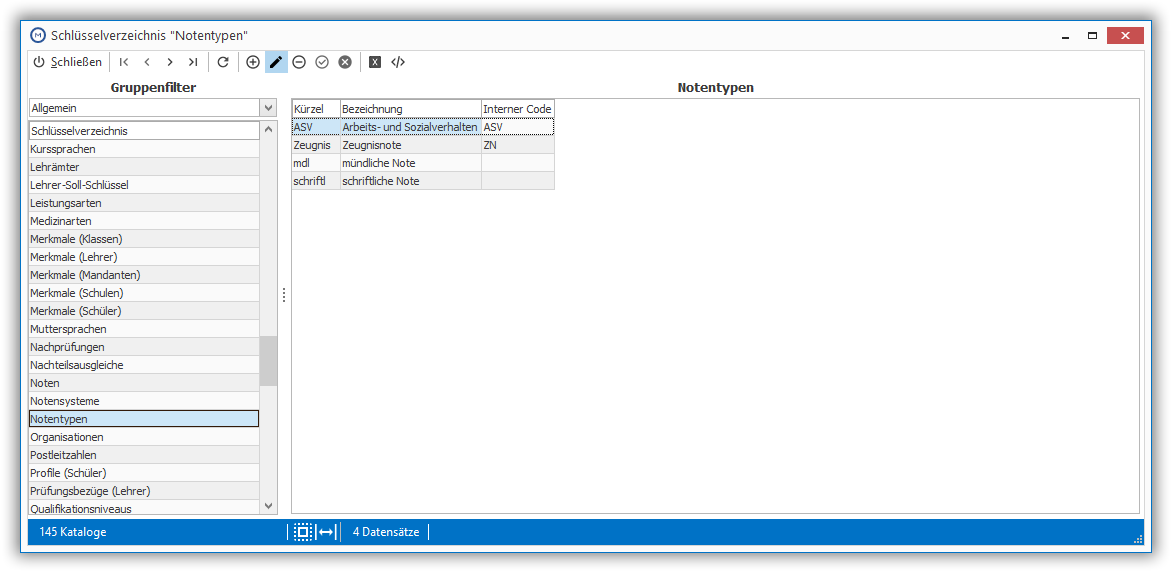 Schlüsselverzeichnis "Notentypen"
Schließen
Gruppenfilter
Allgemein
Schlüsselverzeichnis
Kurssprachen
Lehrämter
Lehrer-Soll-Schlüssel
Leistungsarten
Medizinarten
Merkmale (Klassen)
Merkmale (Lehrer)
Merkmale (Mandanten)
Merkmale (Schulen)
Merkmale (Schüler)
Muttersprachen
Nachprüfungen
Nachteilsausgleiche
Noten
Notensysteme
Notentypen
Organisationen
Postleitzahlen
Profile (Schüler)
Prüfungsbezüge (Lehrer)
Qualifikationsniveaus
Notentypen
Kürzel Bezeichnung Interner Code
ASV Arbeits- und Sozialverhalten ASV
Zeugnis Zeugnisnote ZN
mdl mündliche Note
schriftl schriftliche Note
145 Kataloge 4 Datensätze